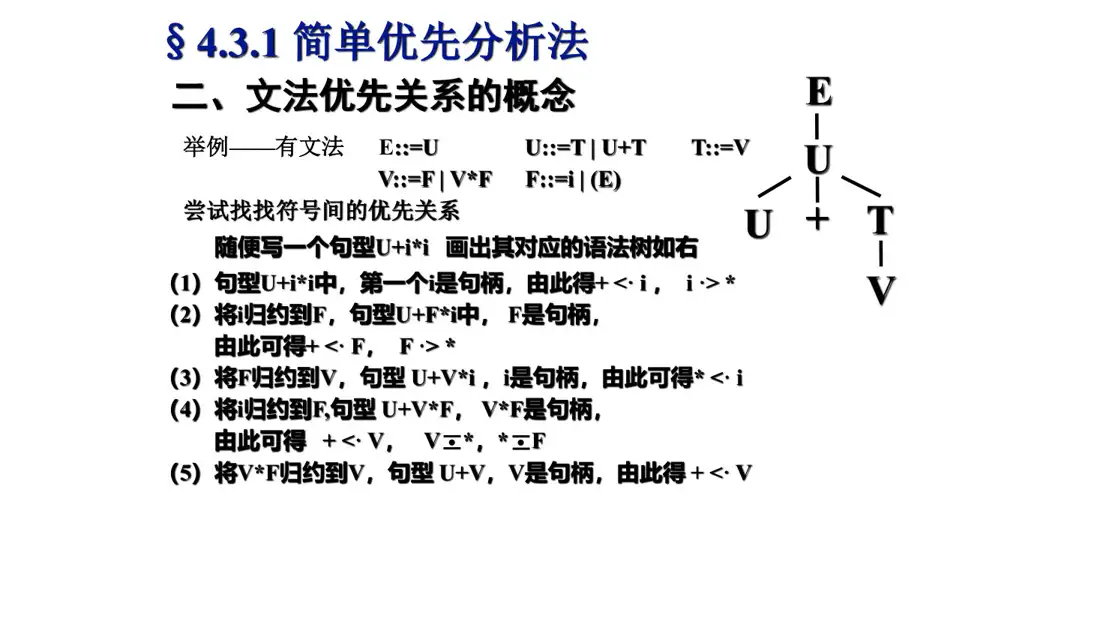 §4.3.1 简单优先分析法
二、文法优先关系的概念
举例——有文法 E::=U U::=T | U+T T::=V
V::=F | V*F F::=i | (E)
尝试找找符号间的优先关系
随便写一个句型U+i*i 画出其对应的语法树如右
（1）句型U+i*i中，第一个i是句柄，由此得+ <· i ， i ·> *
（2）将i归约到F，句型U+F*i中， F是句柄，
由此可得+ <· F， F ·> *
（3）将F归约到V，句型 U+V*i ，i是句柄，由此可得* <· i
（4）将i归约到F,句型 U+V*F， V*F是句柄，
由此可得 + <· V， V≐*，*≐F
（5）将V*F归约到V，句型 U+V，V是句柄，由此得 + <· V
E
U
U + T
V